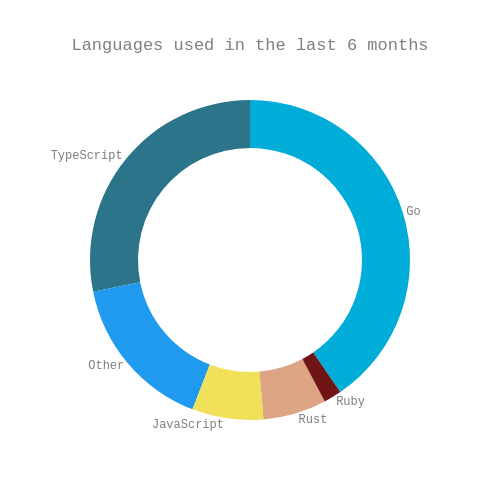 Languages used in the last 6 months
TypeScript
Go
Other
Ruby
Rust
JavaScript